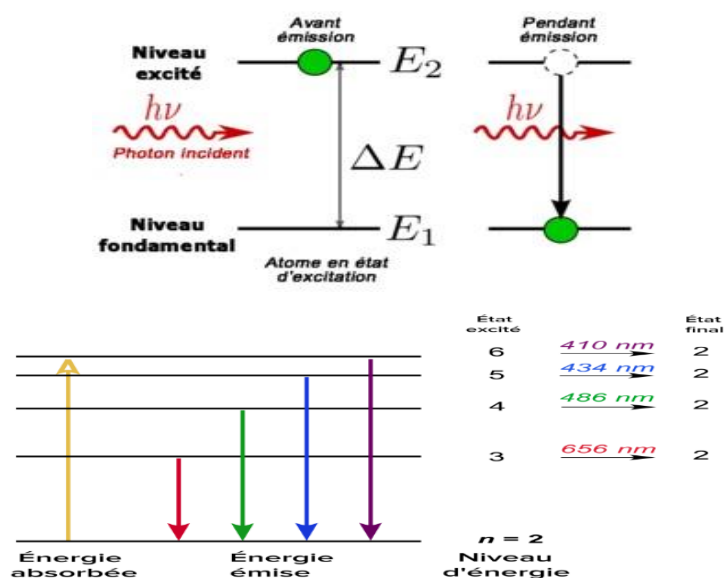 Avant
émission
Pendant
émission
Niveau
excité
E₂
hν
Photon incident
ΔE
hν
Niveau
fondamental
E₁
Atome en état
d'excitation
État
excité
État
final
6 410 nm 2
5 434 nm 2
4 486 nm 2
3 656 nm 2
n = 2
Énergie
absorbée
Énergie
émise
Niveau
d'énergie